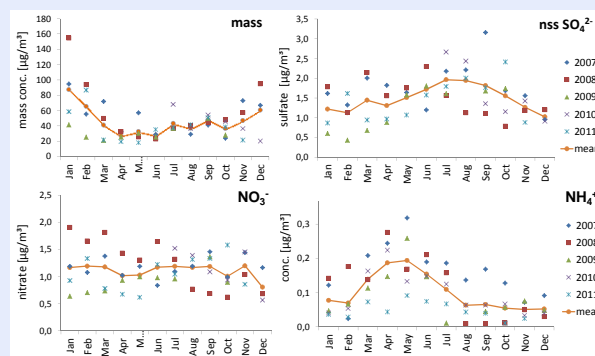 mass
mass conc. [µg/m³]
180
160
140
120
100
80
60
40
20
0
Jan
Feb
Mar
Apr
M...
Jun
Jul
Aug
Sep
Oct
Nov
Dec
nss SO₄²⁻
sulfate [µg/m³]
3,5
3,0
2,5
2,0
1,5
1,0
0,5
0,0
Jan
Feb
Mar
Apr
May
Jun
Jul
Aug
Sep
Oct
Nov
Dec
2007
2008
2009
2010
2011
mean
NO₃⁻
nitrate [µg/m³]
2,0
1,5
1,0
0,5
0,0
Jan
Feb
Mar
Apr
M...
Jun
Jul
Aug
Sep
Oct
Nov
Dec
NH₄⁺
conc. [µg/m³]
0,3
0,2
0,1
0,0
Jan
Feb
Mar
Apr
May
Jun
Jul
Aug
Sep
Oct
Nov
Dec
2007
2008
2009
2010
2011
mean